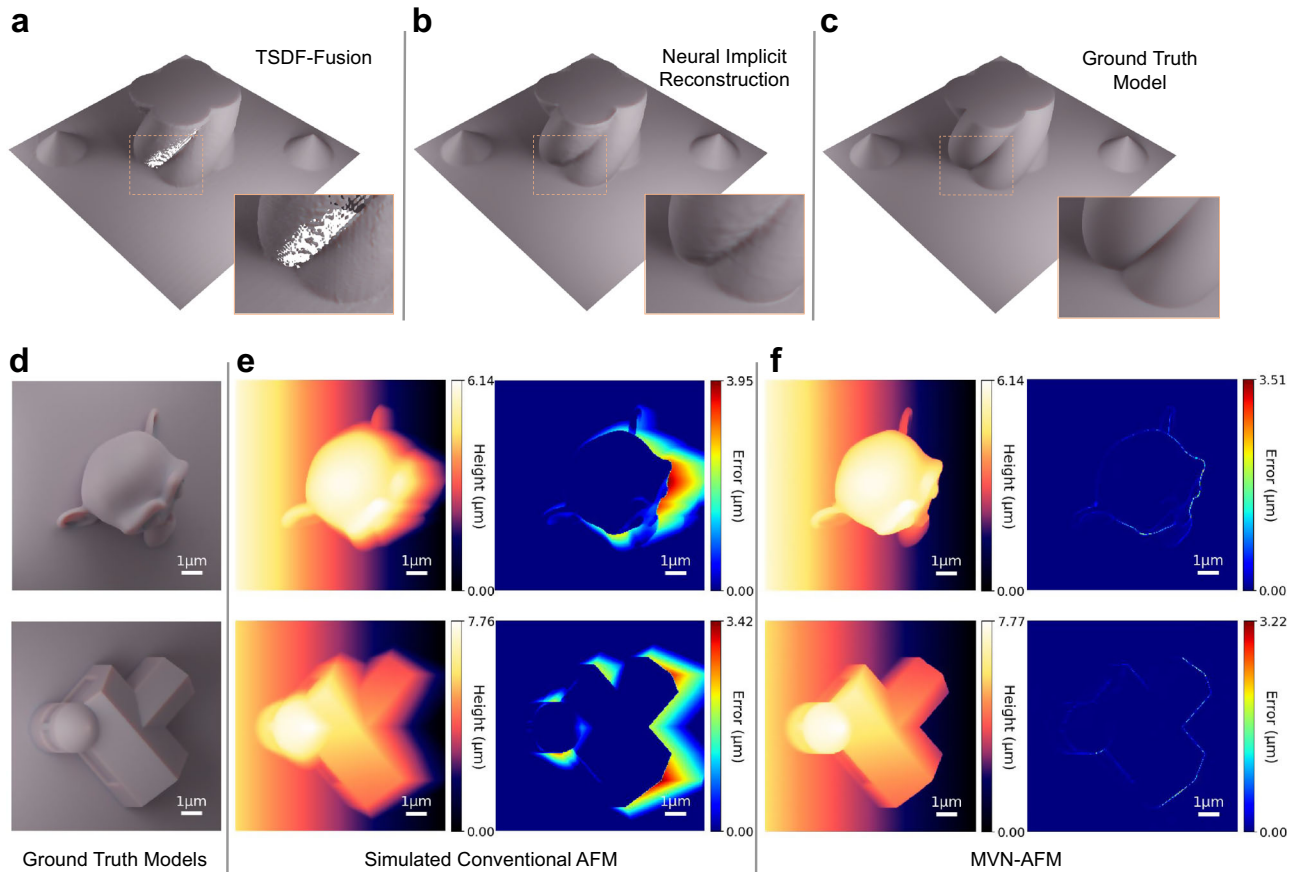 a
TSDF-Fusion
b
Neural Implicit
Reconstruction
c
Ground Truth
Model
d
1μm
1μm
Ground Truth Models
e
6.14
Height (μm)
0.00
1μm
3.95
Error (μm)
0.00
1μm
7.76
Height (μm)
0.00
1μm
3.42
Error (μm)
0.00
1μm
Simulated Conventional AFM
f
6.14
Height (μm)
0.00
1μm
3.51
Error (μm)
0.00
1μm
7.77
Height (μm)
0.00
1μm
3.22
Error (μm)
0.00
1μm
MVN-AFM